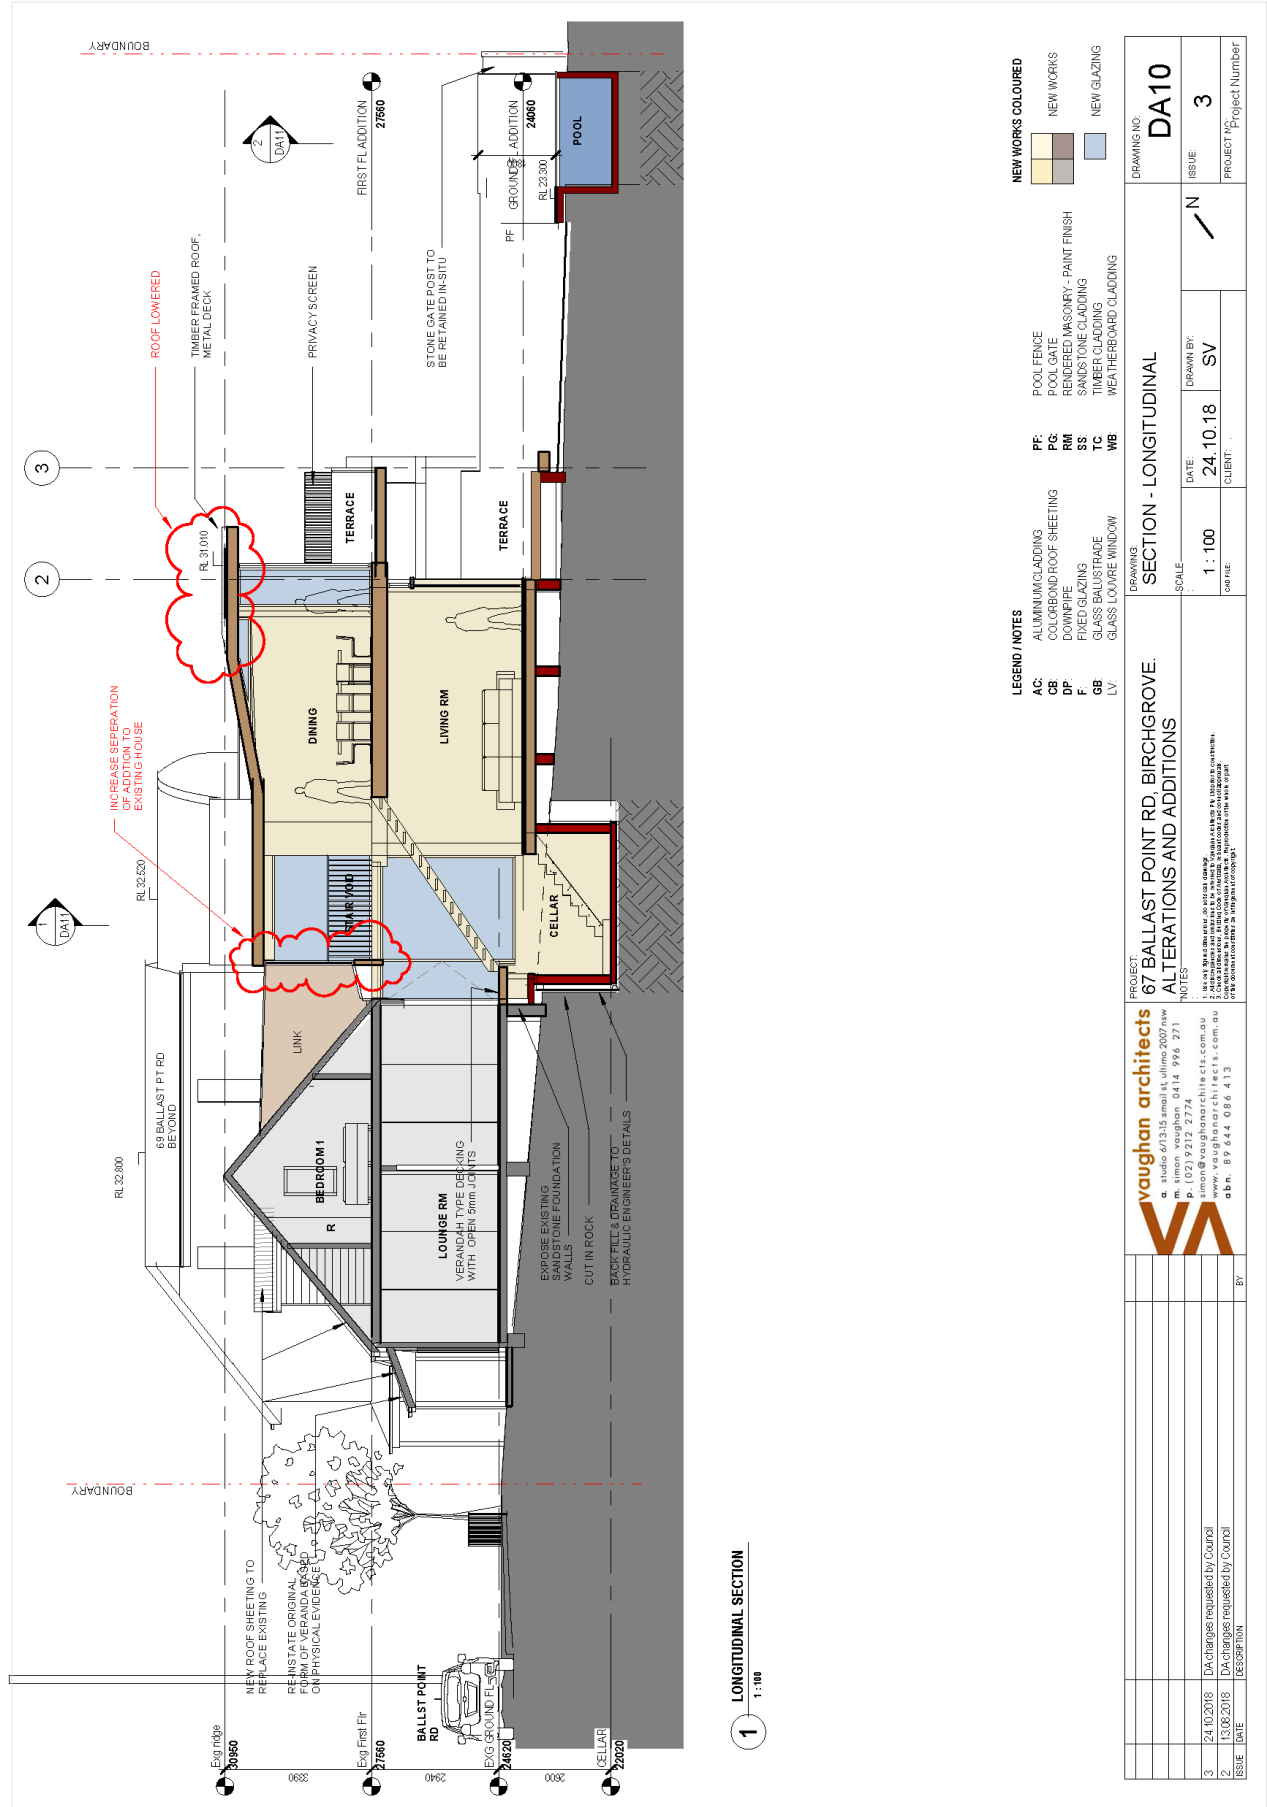 BOUNDARY
BOUNDARY
NEW ROOF SHEETING TO
REPLACE EXISTING
RE-INSTATE ORIGINAL
FORM OF VERANDA BASED
ON PHYSICAL EVIDENCE
BALLST POINT
RD
Exg ridge
30950
3390
Exg First Flr
27560
2940
EXG GROUND FL
24620
2600
CELLAR
22020
RL 32.800
69 BALLAST PT RD
BEYOND
RL 32.520
1
DA11
INCREASE SEPERATION
OF ADDTION TO
EXISTING HOUSE
LINK
BEDROOM 1
R
LOUNGE RM
VERANDAH TYPE DECKING
WITH OPEN 5mm JOINTS
EXPOSE EXISTING
SANDSTONE FOUNDATION
WALLS
CUT IN ROCK
BACK FILL & DRAINAGE TO
HYDRAULIC ENGINEER'S DETAILS
STAIR VOID
CELLAR
DINING
LIVING RM
2
3
RL 31.010
ROOF LOWERED
TIMBER FRAMED ROOF,
METAL DECK
PRIVACY SCREEN
TERRACE
TERRACE
STONE GATE POST TO
BE RETAINED IN-SITU
2
DA11
FIRST FL ADDITION
27560
24060
RL 23.300
PF
POOL
1
LONGITUDINAL SECTION
1 : 100
LEGEND / NOTES
AC: ALUMINIUM CLADDING
CB: COLORBOND ROOF SHEETING
DP: DOWNPIPE
F: FIXED GLAZING
GB: GLASS BALUSTRADE
LV: GLASS LOUVRE WINDOW
PF: POOL FENCE
PG: POOL GATE
RM RENDERED MASONRY - PAINT FINISH
SS: SANDSTONE CLADDING
TC TIMBER CLADDING
WB: WEATHERBOARD CLADDING
NEW WORKS COLOURED
NEW WORKS
NEW GLAZING
3 24.10.2018 DA changes requested by Council
2 13.08.2018 DA changes requested by Council
ISSUE DATE DESCRIPTION BY
vaughan architects
a. studio 6/13-15 smail st, ultimo 2007 nsw
m. simon vaughan 0414 996 271
p. (02) 9212 2774
simon@vaughanarchitects.com.au
www.vaughanarchitects.com.au
abn. 89 644 086 413
PROJECT:
67 BALLAST POINT RD, BIRCHGROVE.
ALTERATIONS AND ADDITIONS
NOTES
DRAWING:
SECTION - LONGITUDINAL
SCALE
1 : 100
DATE:
24.10.18
DRAWN BY:
SV
CAD FILE:
CLIENT:
N
DRAWING NO:
DA10
ISSUE:
3
PROJECT NO:
Project Number